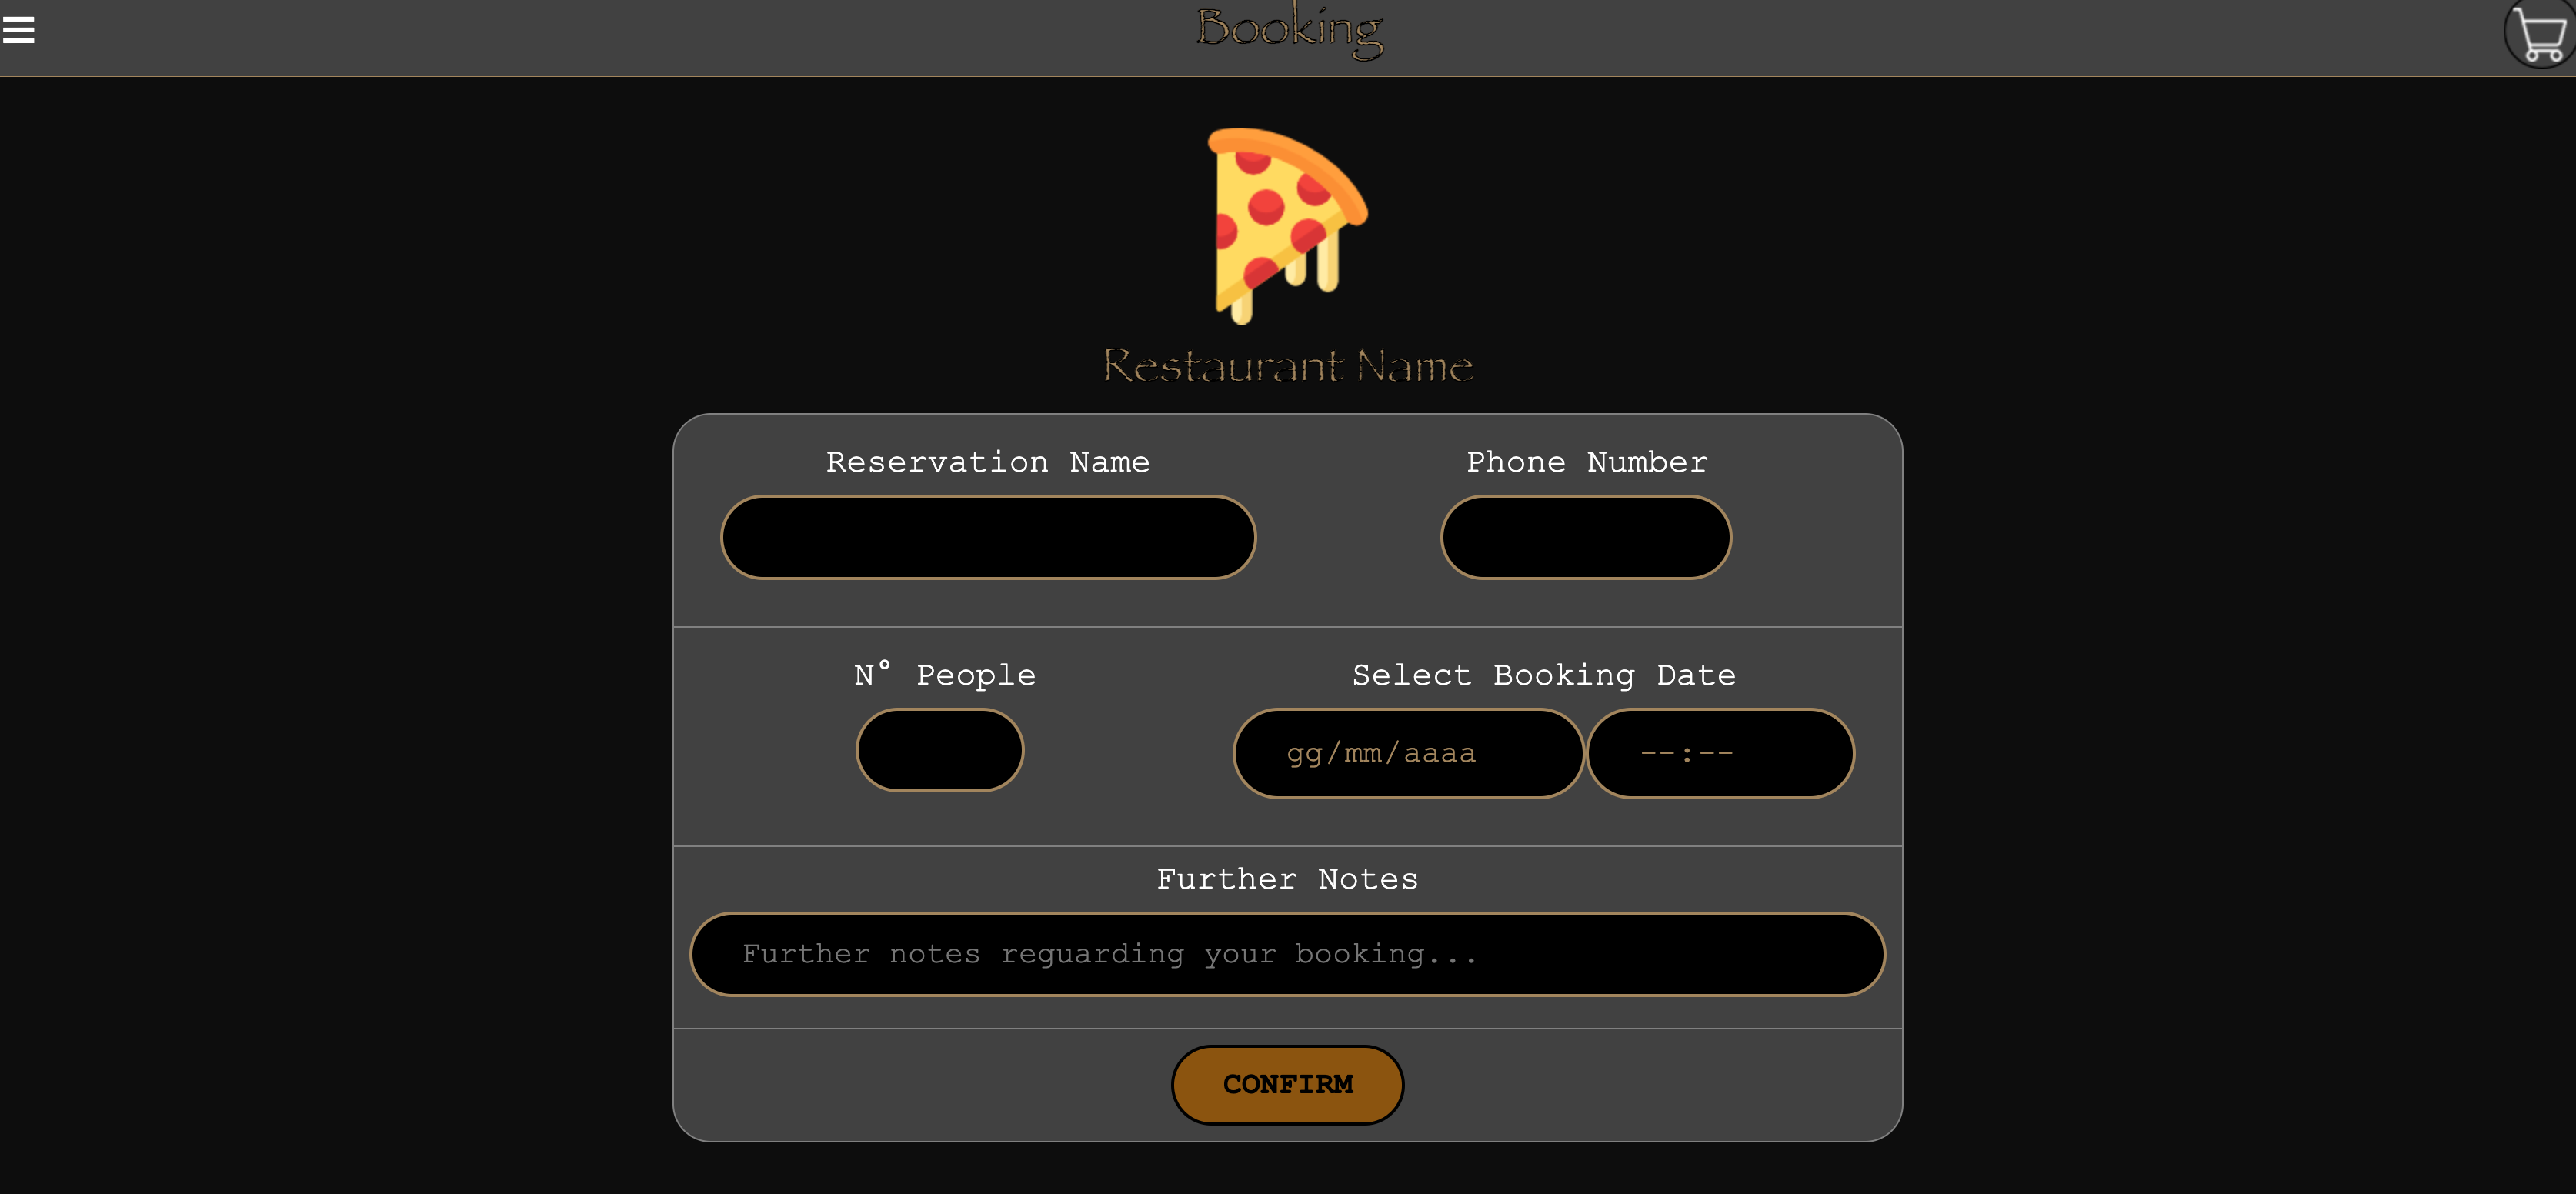 Booking
Restaurant Name
Reservation Name
Phone Number
N° People
Select Booking Date
gg/mm/aaaa
--:--
Further Notes
Further notes reguarding your booking...
CONFIRM